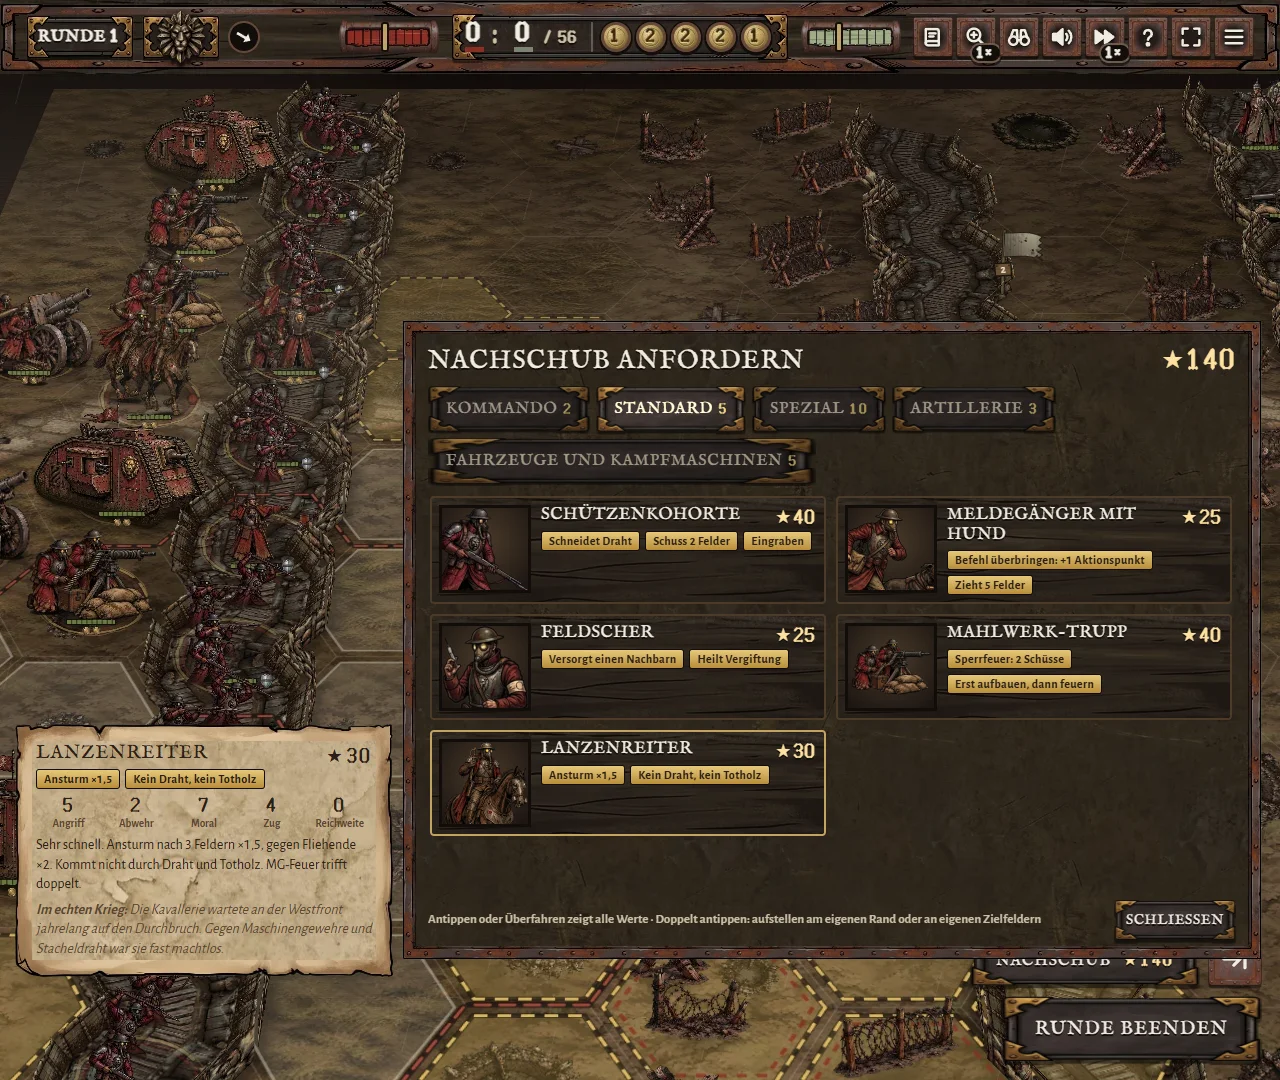 RUNDE 1
0 : 0 / 56
1 2 2 2 1
1×
1×
?
2
NACHSCHUB ANFORDERN
★140
KOMMANDO 2
STANDARD 5
SPEZIAL 10
ARTILLERIE 3
FAHRZEUGE UND KAMPFMASCHINEN 5
SCHÜTZENKOHORTE
★40
Schneidet Draht
Schuss 2 Felder
Eingraben
MELDEGÄNGER MIT
HUND
★25
Befehl überbringen: +1 Aktionspunkt
Zieht 5 Felder
FELDSCHER
★25
Versorgt einen Nachbarn
Heilt Vergiftung
MAHLWERK-TRUPP
★40
Sperrfeuer: 2 Schüsse
Erst aufbauen, dann feuern
LANZENREITER
★30
Ansturm ×1,5
Kein Draht, kein Totholz
Antippen oder Überfahren zeigt alle Werte · Doppelt antippen: aufstellen am eigenen Rand oder an eigenen Zielfeldern
SCHLIESSEN
LANZENREITER
★ 30
Ansturm ×1,5
Kein Draht, kein Totholz
5 2 7 4 0
Angriff Abwehr Moral Zug Reichweite
Sehr schnell. Ansturm nach 3 Feldern ×1,5, gegen Fliehende
×2. Kommt nicht durch Draht und Totholz. MG-Feuer trifft
doppelt.
Im echten Krieg: Die Kavallerie wartete an der Westfront
jahrelang auf den Durchbruch. Gegen Maschinengewehre und
Stacheldraht war sie fast machtlos.
NACHSCHUB ★140
RUNDE BEENDEN